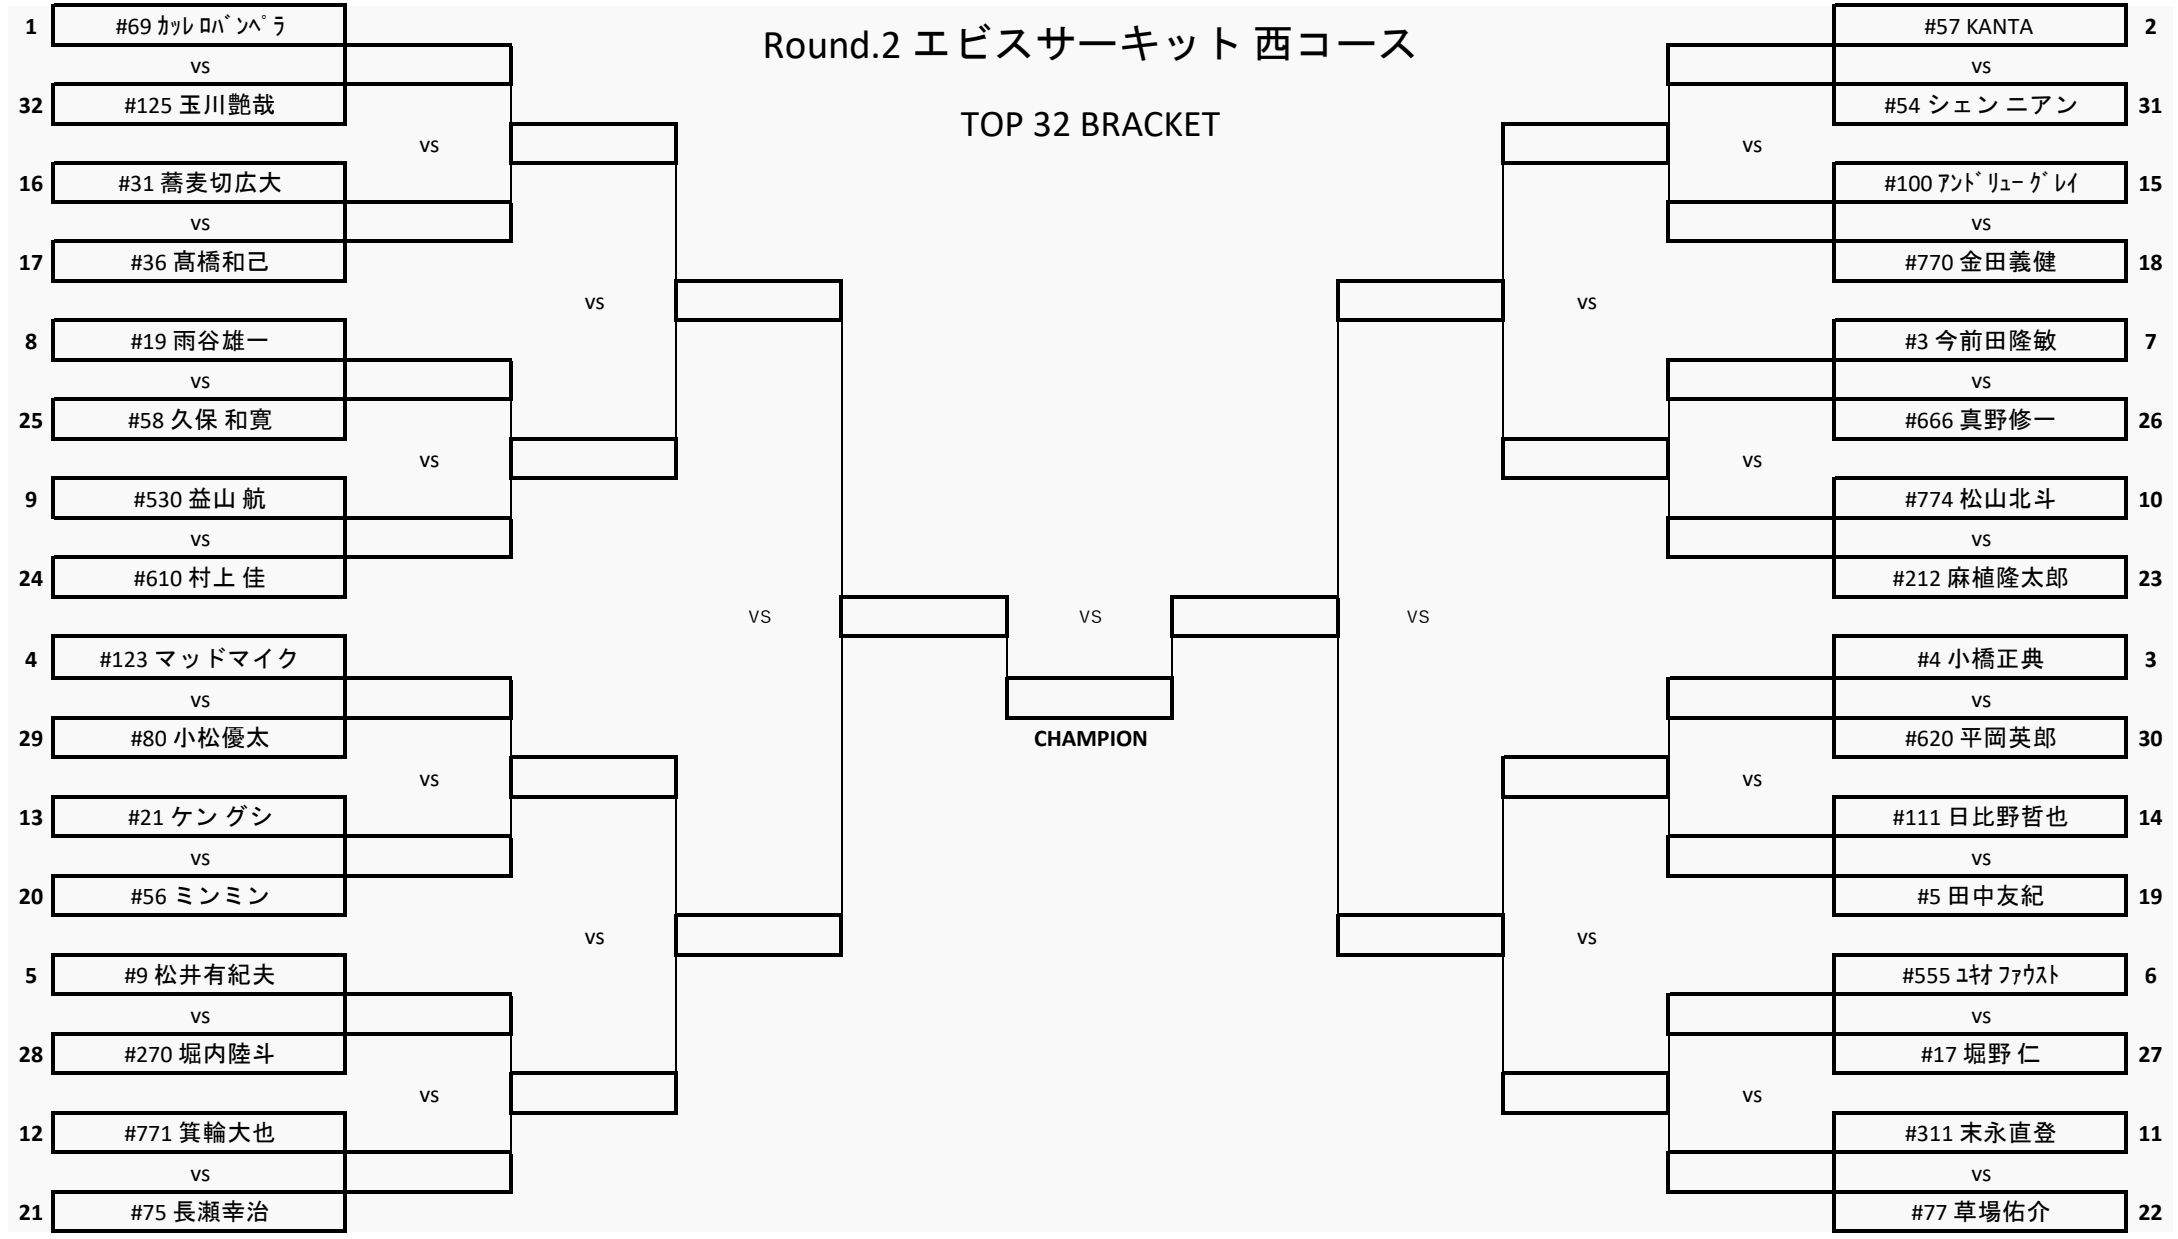 Round.2 エビスサーキット 西コース
TOP 32 BRACKET
1 #69 ｶｯﾚ ﾛﾊﾞﾝﾍﾟﾗ
vs
32 #125 玉川艶哉
vs
16 #31 蕎麦切広大
vs
17 #36 髙橋和己
vs
8 #19 雨谷雄一
vs
25 #58 久保 和寛
vs
9 #530 益山 航
vs
24 #610 村上 佳
vs
4 #123 マッドマイク
vs
29 #80 小松優太
vs
13 #21 ケン グシ
vs
20 #56 ミンミン
vs
5 #9 松井有紀夫
vs
28 #270 堀内陸斗
vs
12 #771 箕輪大也
vs
21 #75 長瀬幸治
vs
CHAMPION
#57 KANTA 2
vs
#54 シェン ニアン 31
vs
#100 ｱﾝﾄﾞﾘｭｰ ｸﾞﾚｲ 15
vs
#770 金田義健 18
vs
#3 今前田隆敏 7
vs
#666 真野修一 26
vs
#774 松山北斗 10
vs
#212 麻植隆太郎 23
vs
#4 小橋正典 3
vs
#620 平岡英郎 30
vs
#111 日比野哲也 14
vs
#5 田中友紀 19
vs
#555 ﾕｷｵ ﾌｧｳｽﾄ 6
vs
#17 堀野 仁 27
vs
#311 末永直登 11
vs
#77 草場佑介 22